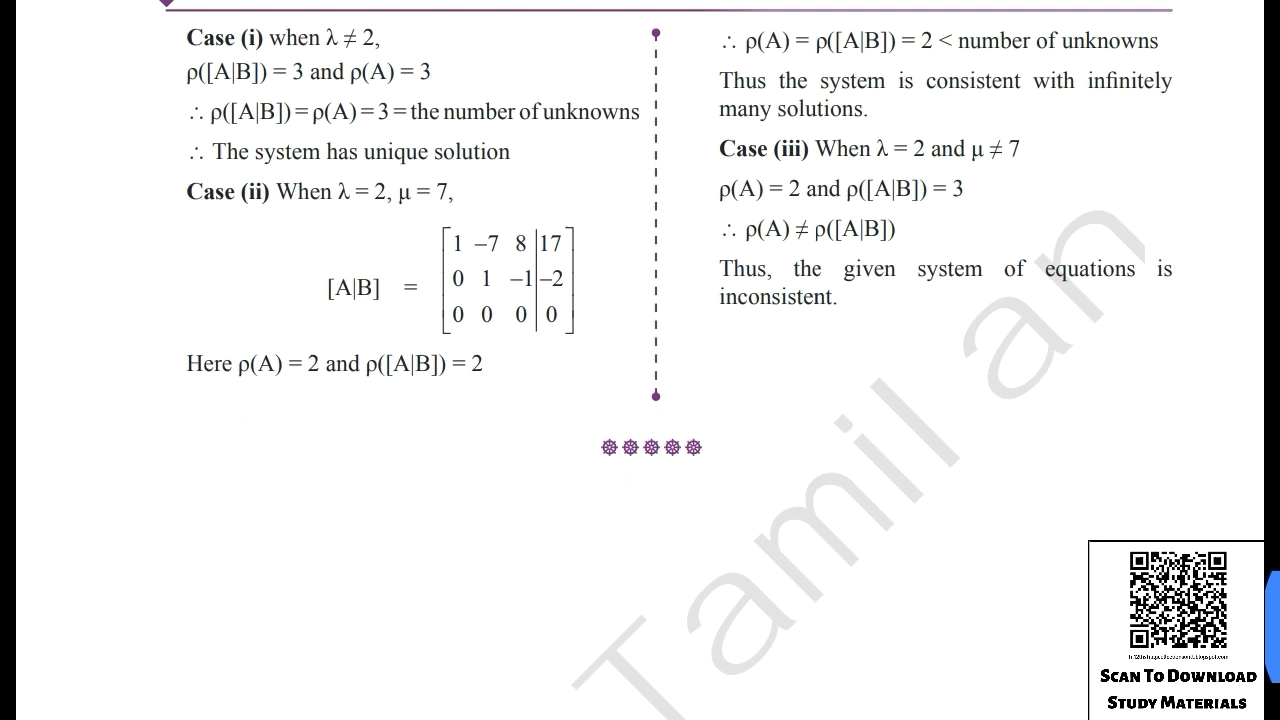 Case (i) when λ ≠ 2,
ρ([A|B]) = 3 and ρ(A) = 3
∴ ρ([A|B]) = ρ(A) = 3 = the number of unknowns
∴ The system has unique solution
Case (ii) When λ = 2, μ = 7,
[A|B] =
1 −7 8 | 17
0 1 −1 | −2
0 0 0 | 0
Here ρ(A) = 2 and ρ([A|B]) = 2
∴ ρ(A) = ρ([A|B]) = 2 < number of unknowns
Thus the system is consistent with infinitely
many solutions.
Case (iii) When λ = 2 and μ ≠ 7
ρ(A) = 2 and ρ([A|B]) = 3
∴ ρ(A) ≠ ρ([A|B])
Thus, the given system of equations is
inconsistent.
Tamil an
Scan To Download
Study Materials